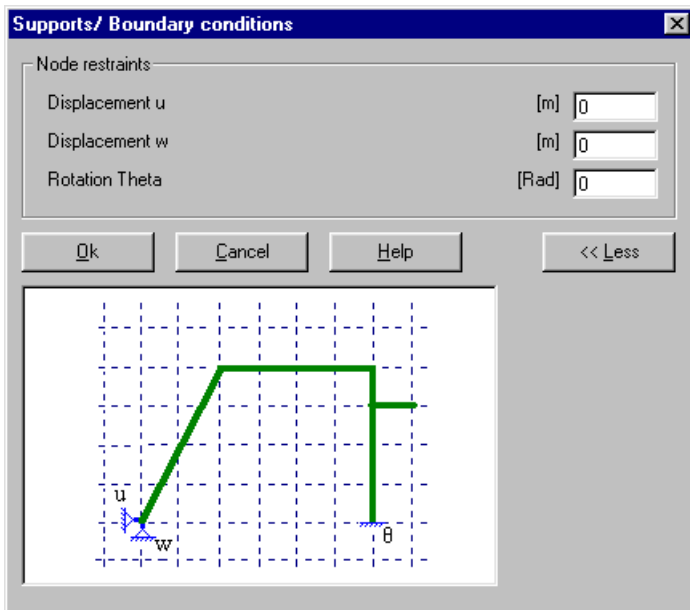 Supports/ Boundary conditions
Node restraints
Displacement u [m] 0
Displacement w [m] 0
Rotation Theta [Rad] 0
Ok Cancel Help << Less
u
w
θ